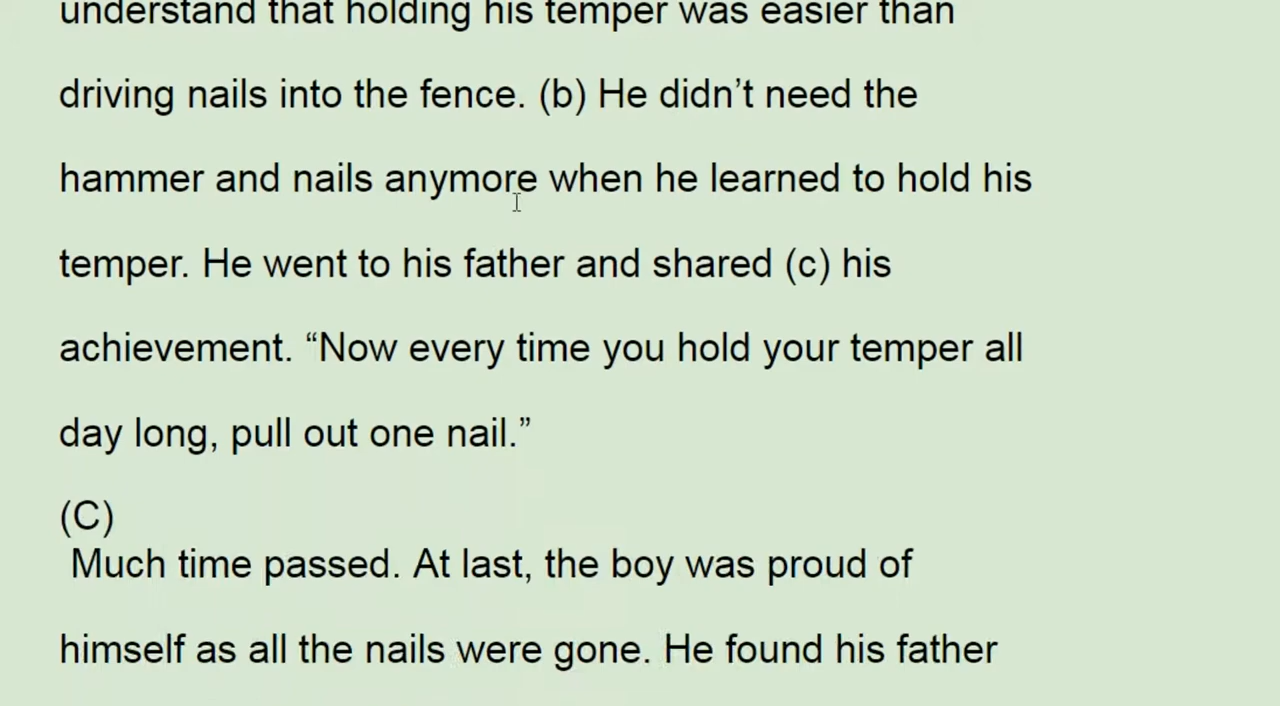 understand that holding his temper was easier than
driving nails into the fence. (b) He didn’t need the
hammer and nails anymore when he learned to hold his
temper. He went to his father and shared (c) his
achievement. “Now every time you hold your temper all
day long, pull out one nail.”
(C)
Much time passed. At last, the boy was proud of
himself as all the nails were gone. He found his father